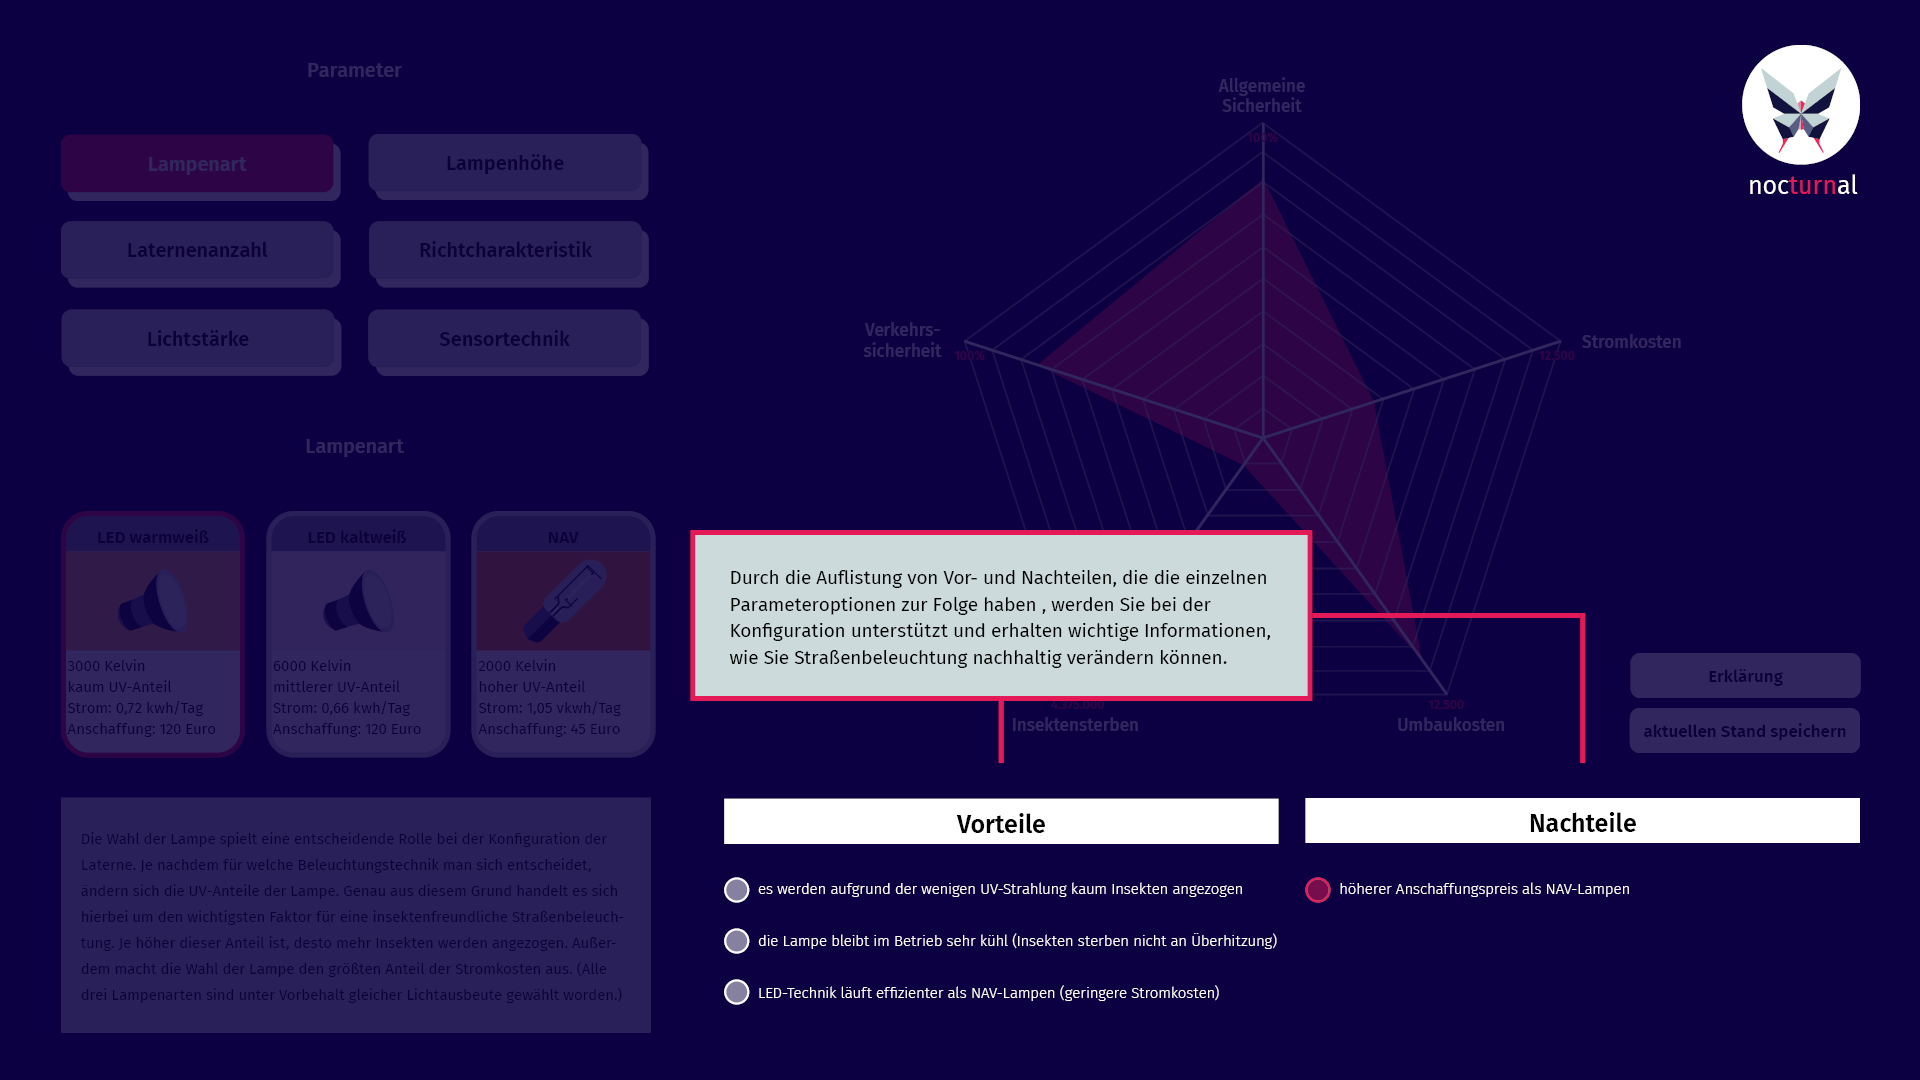 Parameter
Lampenart
Lampenhöhe
Laternenanzahl
Richtcharakteristik
Lichtstärke
Sensortechnik
Lampenart
LED warmweiß
3000 Kelvin
kaum UV-Anteil
Strom: 0,72 kwh/Tag
Anschaffung: 120 Euro
LED kaltweiß
6000 Kelvin
mittlerer UV-Anteil
Strom: 0,66 kwh/Tag
Anschaffung: 120 Euro
NAV
2000 Kelvin
hoher UV-Anteil
Strom: 1,05 vkwh/Tag
Anschaffung: 45 Euro
Die Wahl der Lampe spielt eine entscheidende Rolle bei der Konfiguration der
Laterne. Je nachdem für welche Beleuchtungstechnik man sich entscheidet,
ändern sich die UV-Anteile der Lampe. Genau aus diesem Grund handelt es sich
hierbei um den wichtigsten Faktor für eine insektenfreundliche Straßenbeleuch-
tung. Je höher dieser Anteil ist, desto mehr Insekten werden angezogen. Außer-
dem macht die Wahl der Lampe den größten Anteil der Stromkosten aus. (Alle
drei Lampenarten sind unter Vorbehalt gleicher Lichtausbeute gewählt worden.)
Allgemeine
Sicherheit
100%
Verkehrs-
sicherheit
100%
Stromkosten
12.500
4.375.000
Insektensterben
12.500
Umbaukosten
nocturnal
Durch die Auflistung von Vor- und Nachteilen, die die einzelnen
Parameteroptionen zur Folge haben , werden Sie bei der
Konfiguration unterstützt und erhalten wichtige Informationen,
wie Sie Straßenbeleuchtung nachhaltig verändern können.
Erklärung
aktuellen Stand speichern
Vorteile
es werden aufgrund der wenigen UV-Strahlung kaum Insekten angezogen
die Lampe bleibt im Betrieb sehr kühl (Insekten sterben nicht an Überhitzung)
LED-Technik läuft effizienter als NAV-Lampen (geringere Stromkosten)
Nachteile
höherer Anschaffungspreis als NAV-Lampen